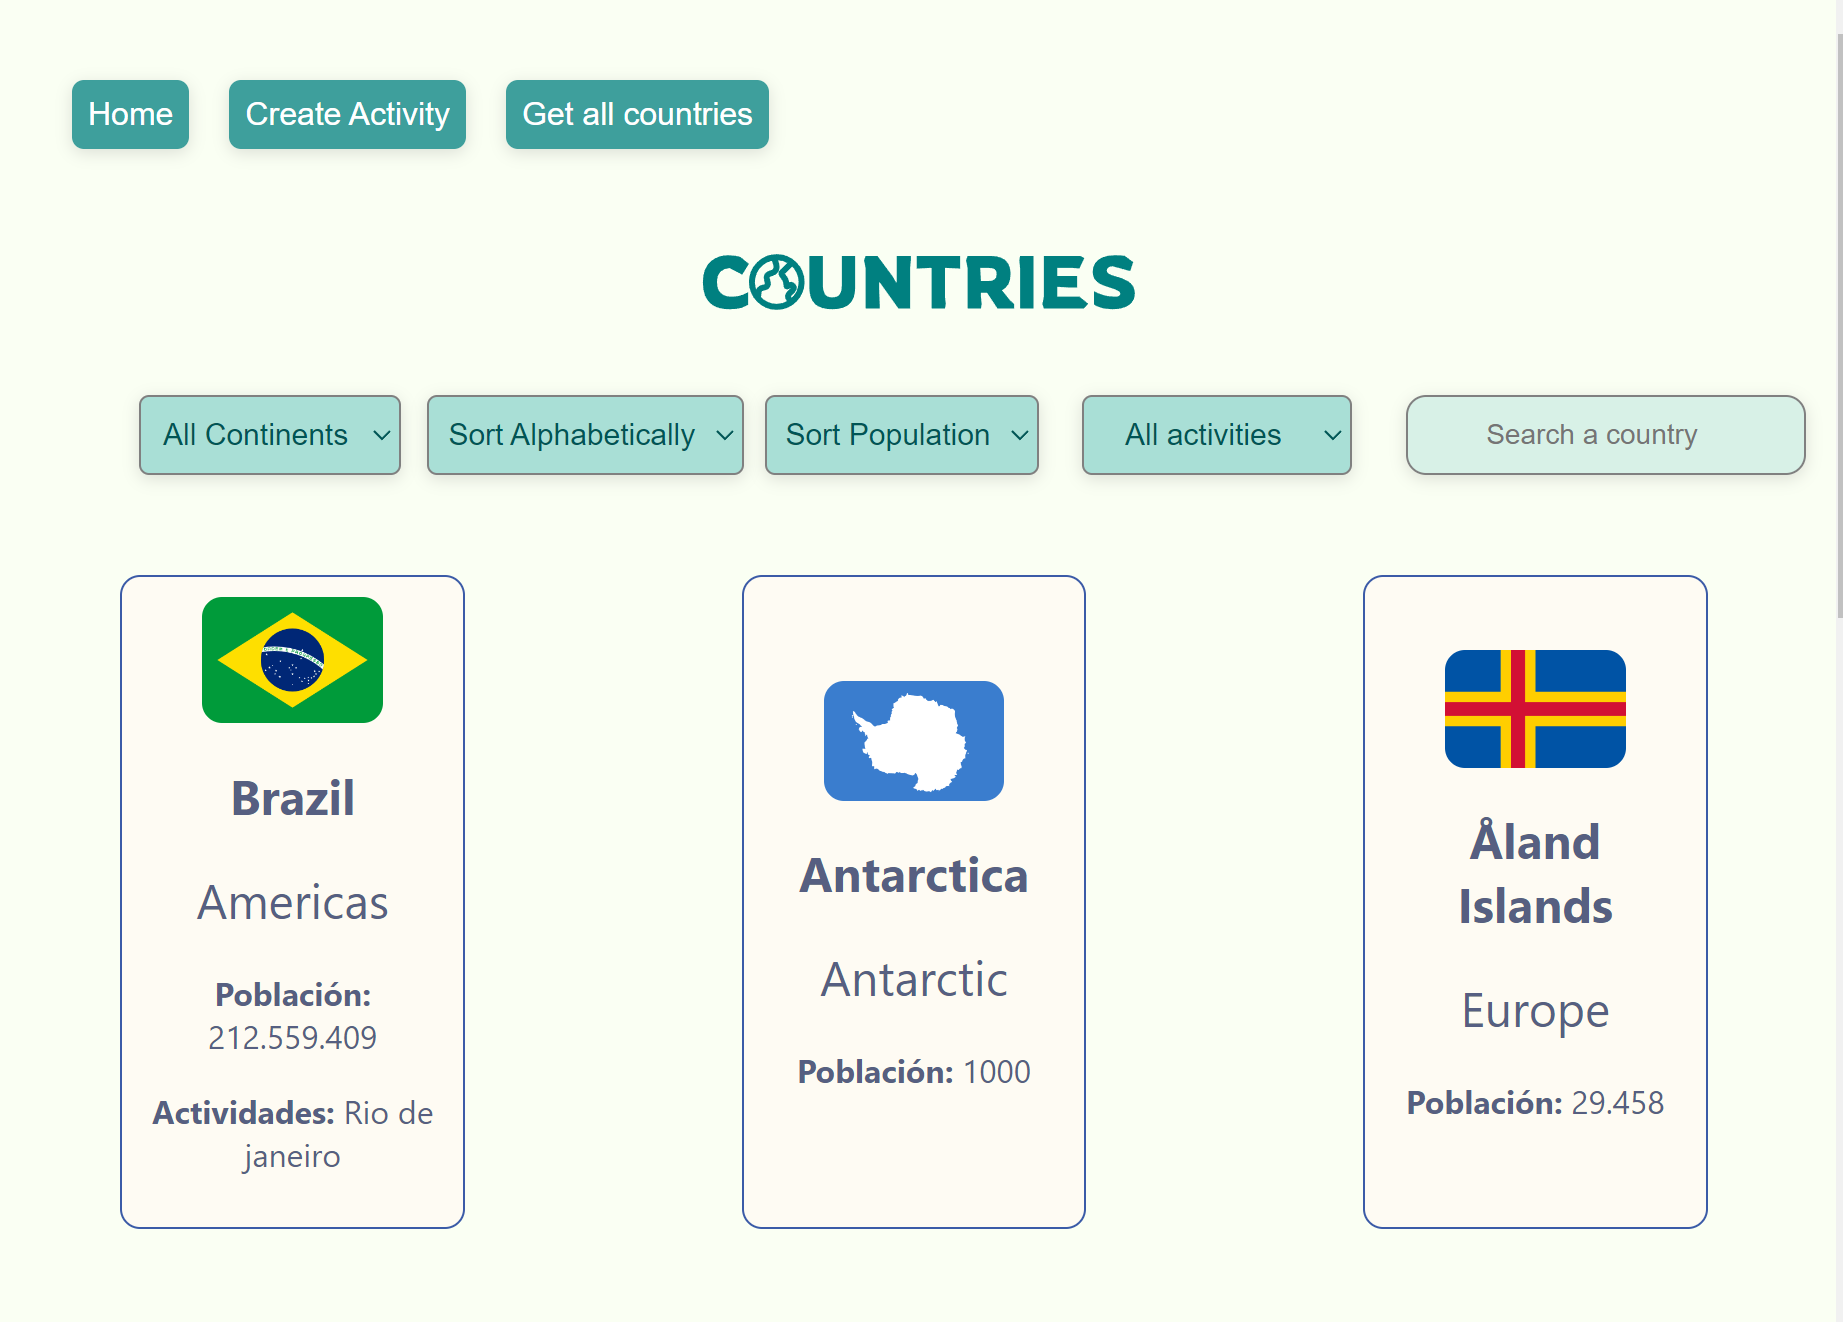 Home Create Activity Get all countries
COUNTRIES
All Continents Sort Alphabetically Sort Population All activities Search a country
Brazil
Americas
Población:
212.559.409
Actividades: Rio de
janeiro
Antarctica
Antarctic
Población: 1000
Åland
Islands
Europe
Población: 29.458